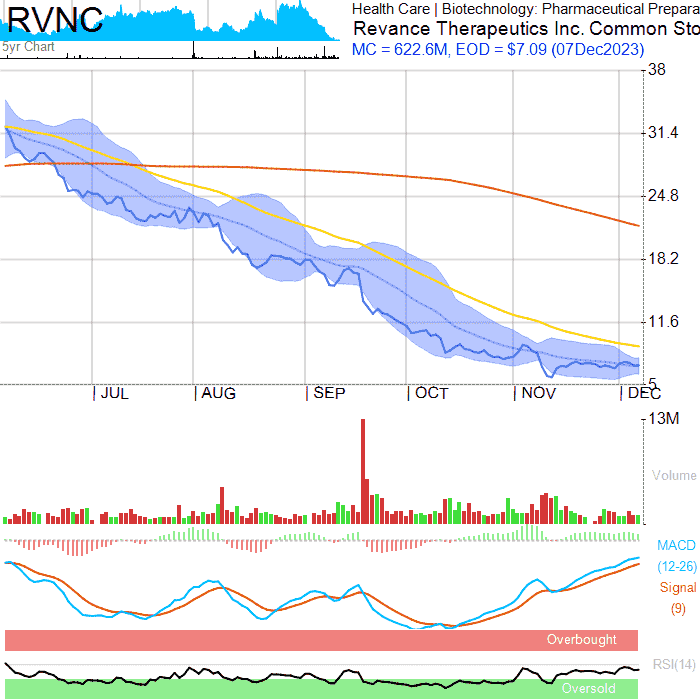 RVNC
5yr Chart
Health Care | Biotechnology: Pharmaceutical Prepara
Revance Therapeutics Inc. Common Sto
MC = 622.6M, EOD = $7.09 (07Dec2023)
38
31.4
24.8
18.2
11.6
5
| JUL | AUG | SEP | OCT | NOV | DEC
13M
Volume
MACD
(12-26)
Signal
(9)
Overbought
RSI(14)
Oversold